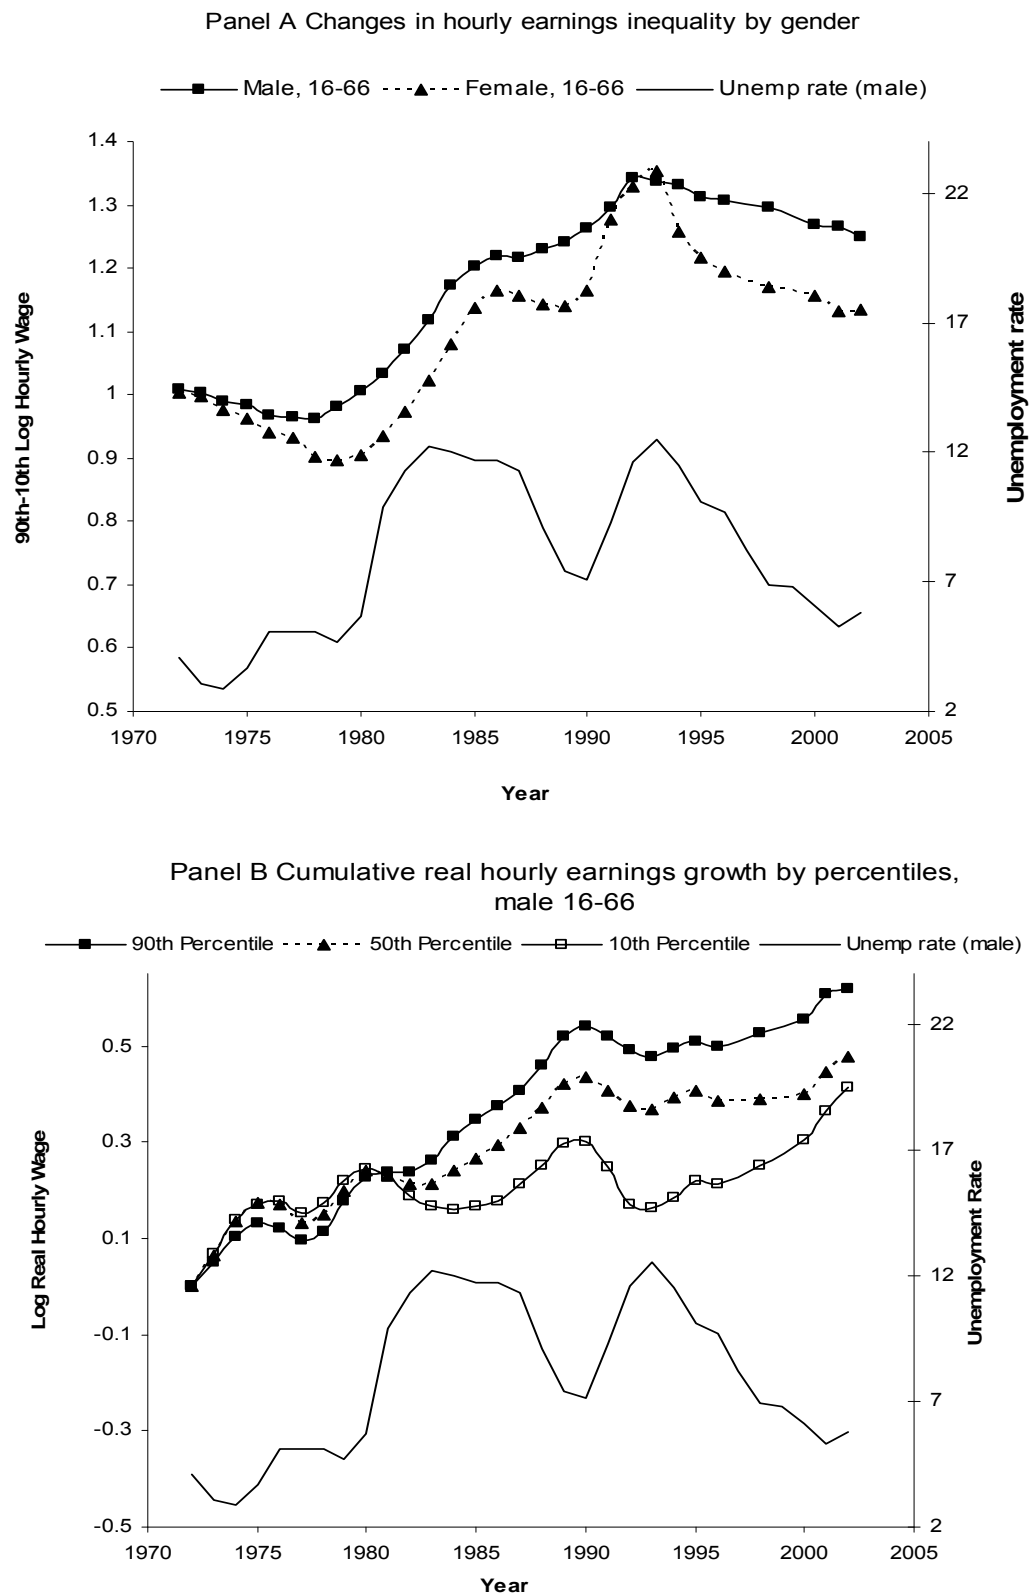 Panel A Changes in hourly earnings inequality by gender
Male, 16-66 Female, 16-66 Unemp rate (male)
1.4
1.3
1.2
1.1
1
0.9
0.8
0.7
0.6
0.5
90th-10th Log Hourly Wage
22
17
12
7
2
Unemployment rate
1970 1975 1980 1985 1990 1995 2000 2005
Year
Panel B Cumulative real hourly earnings growth by percentiles,
male 16-66
90th Percentile 50th Percentile 10th Percentile Unemp rate (male)
0.5
0.3
0.1
-0.1
-0.3
-0.5
Log Real Hourly Wage
22
17
12
7
2
Unemployment Rate
1970 1975 1980 1985 1990 1995 2000 2005
Year